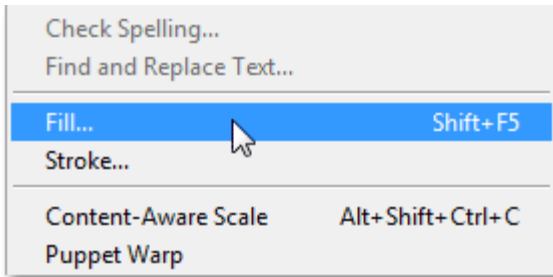 Check Spelling...
Find and Replace Text...
Fill... Shift+F5
Stroke...
Content-Aware Scale Alt+Shift+Ctrl+C
Puppet Warp